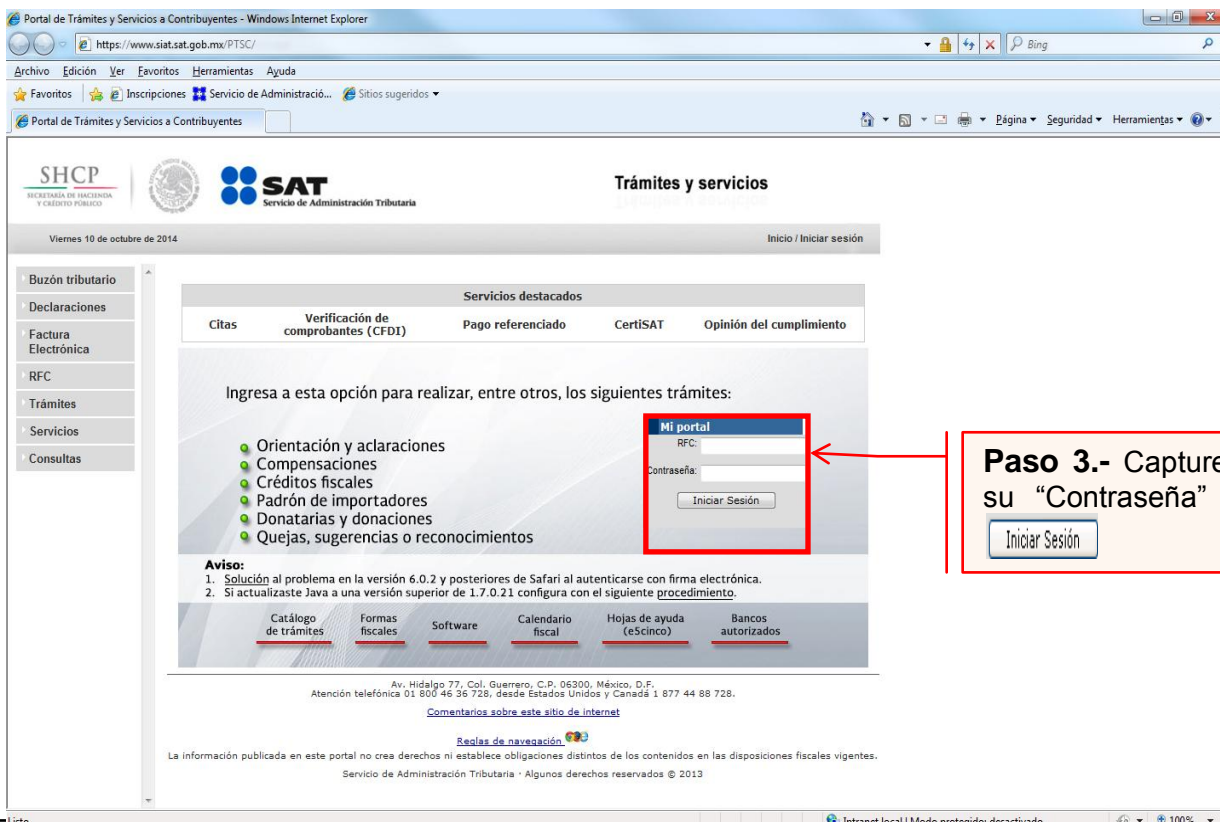 Portal de Trámites y Servicios a Contribuyentes - Windows Internet Explorer
https://www.siat.sat.gob.mx/PTSC/
Bing
Archivo Edición Ver Favoritos Herramientas Ayuda
Favoritos Inscripciones Servicio de Administració... Sitios sugeridos
Portal de Trámites y Servicios a Contribuyentes
Página Seguridad Herramientas
SHCP
SECRETARÍA DE HACIENDA
Y CRÉDITO PÚBLICO
SAT
Servicio de Administración Tributaria
Trámites y servicios
Viernes 10 de octubre de 2014
Inicio / Iniciar sesión
Buzón tributario
Declaraciones
Factura
Electrónica
RFC
Trámites
Servicios
Consultas
Servicios destacados
Citas
Verificación de
comprobantes (CFDI)
Pago referenciado
CertiSAT
Opinión del cumplimiento
Ingresa a esta opción para realizar, entre otros, los siguientes trámites:
Orientación y aclaraciones
Compensaciones
Créditos fiscales
Padrón de importadores
Donatarias y donaciones
Quejas, sugerencias o reconocimientos
Mi portal
RFC:
Contraseña:
Iniciar Sesión
Paso 3.- Capture
su “Contraseña”
Iniciar Sesión
Aviso:
1. Solución al problema en la versión 6.0.2 y posteriores de Safari al autenticarse con firma electrónica.
2. Si actualizaste Java a una versión superior de 1.7.0.21 configura con el siguiente procedimiento.
Catálogo
de trámites
Formas
fiscales
Software
Calendario
fiscal
Hojas de ayuda
(e5cinco)
Bancos
autorizados
Av. Hidalgo 77, Col. Guerrero, C.P. 06300, México, D.F.
Atención telefónica 01 800 46 36 728, desde Estados Unidos y Canadá 1 877 44 88 728.
Comentarios sobre este sitio de internet
Reglas de navegación
La información publicada en este portal no crea derechos ni establece obligaciones distintos de los contenidos en las disposiciones fiscales vigentes.
Servicio de Administración Tributaria · Algunos derechos reservados © 2013
Listo
Intranet local | Modo protegido: desactivado
100%